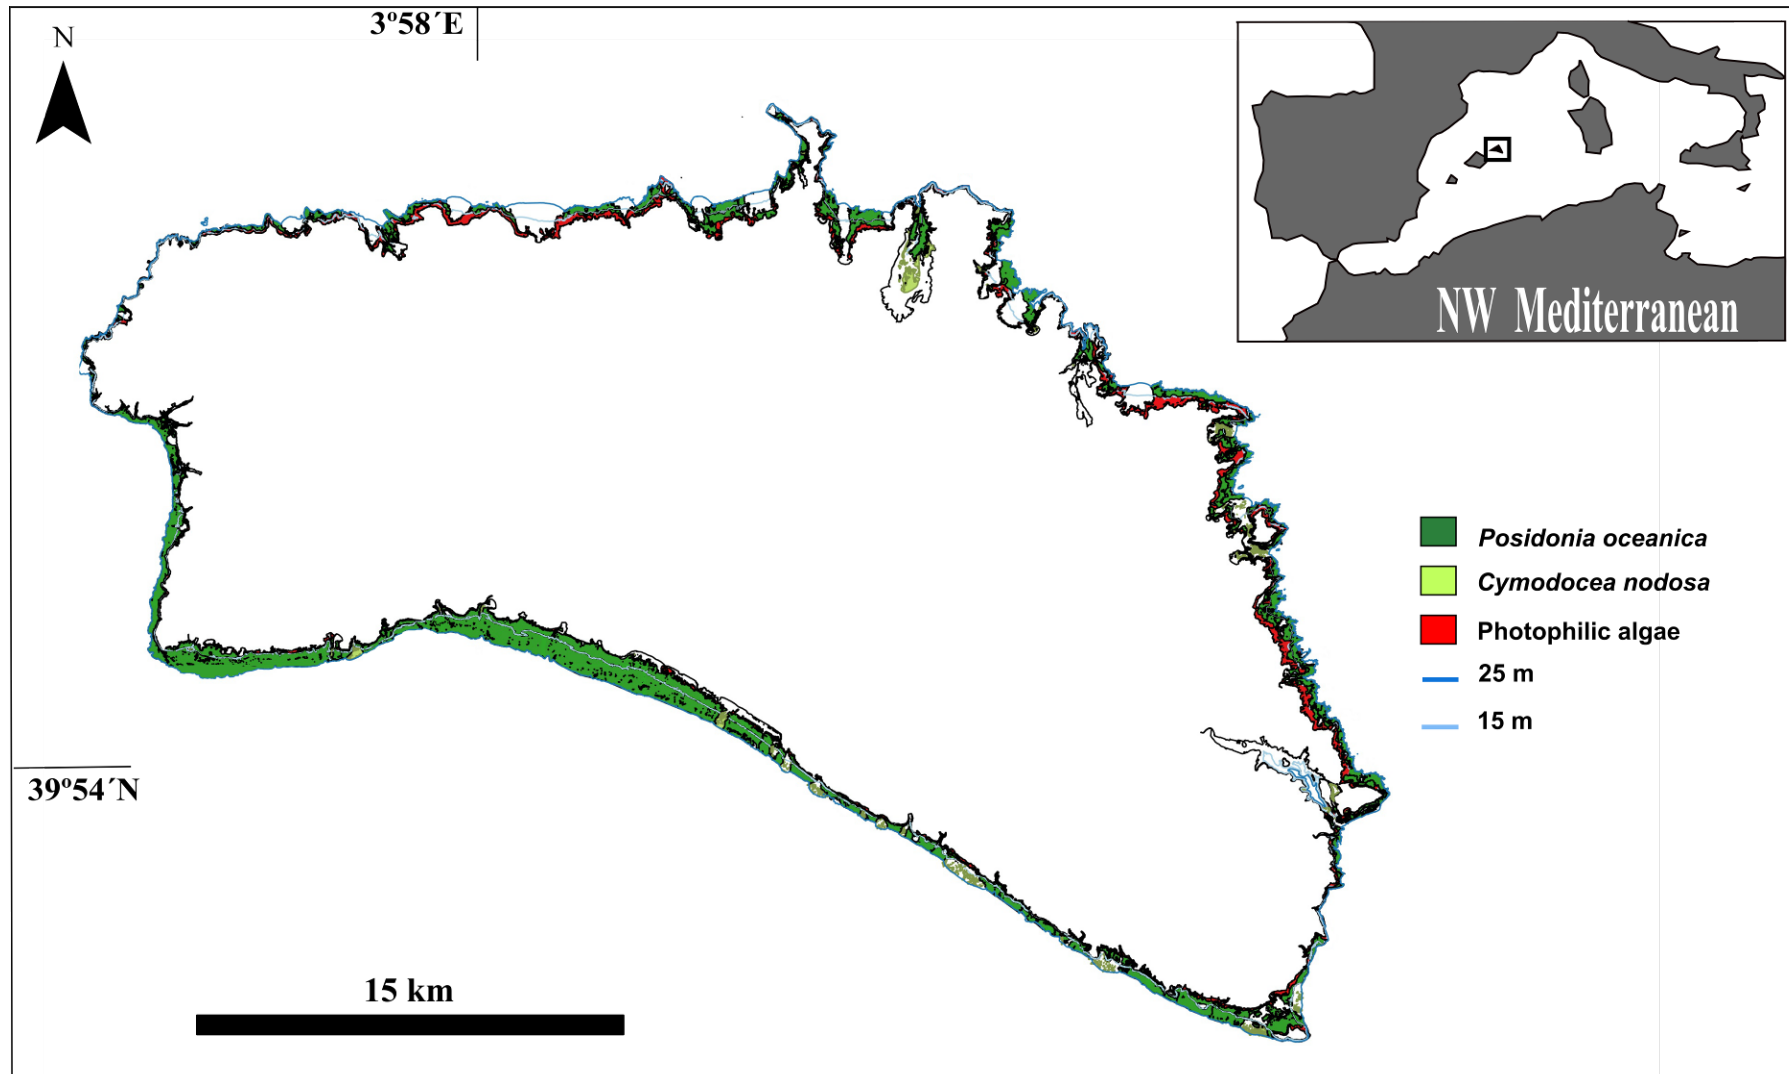 3º58´E
N
NW Mediterranean
Posidonia oceanica
Cymodocea nodosa
Photophilic algae
25 m
15 m
39º54´N
15 km